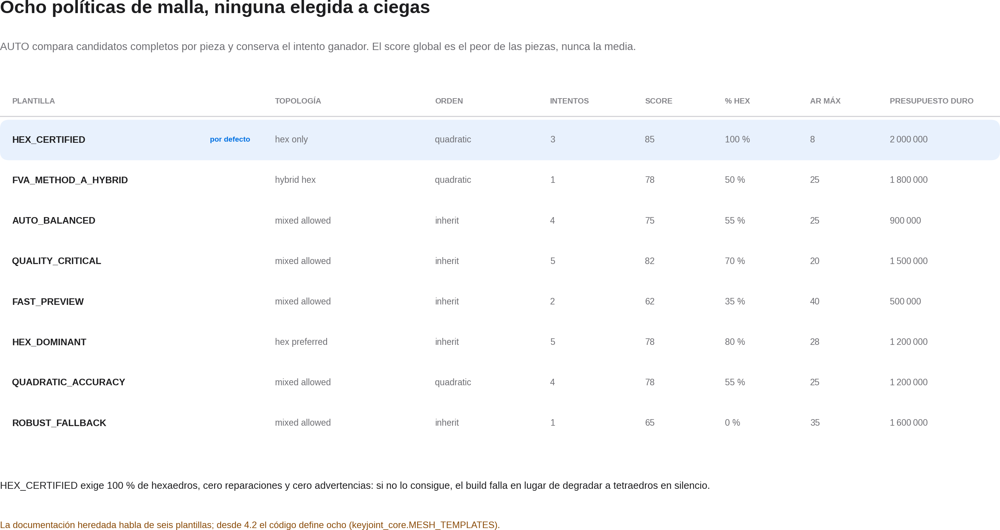 Ocho políticas de malla, ninguna elegida a ciegas
AUTO compara candidatos completos por pieza y conserva el intento ganador. El score global es el peor de las piezas, nunca la media.
PLANTILLA TOPOLOGÍA ORDEN INTENTOS SCORE % HEX AR MÁX PRESUPUESTO DURO
HEX_CERTIFIED por defecto hex only quadratic 3 85 100 % 8 2 000 000
FVA_METHOD_A_HYBRID hybrid hex quadratic 1 78 50 % 25 1 800 000
AUTO_BALANCED mixed allowed inherit 4 75 55 % 25 900 000
QUALITY_CRITICAL mixed allowed inherit 5 82 70 % 20 1 500 000
FAST_PREVIEW mixed allowed inherit 2 62 35 % 40 500 000
HEX_DOMINANT hex preferred inherit 5 78 80 % 28 1 200 000
QUADRATIC_ACCURACY mixed allowed quadratic 4 78 55 % 25 1 200 000
ROBUST_FALLBACK mixed allowed inherit 1 65 0 % 35 1 600 000
HEX_CERTIFIED exige 100 % de hexaedros, cero reparaciones y cero advertencias: si no lo consigue, el build falla en lugar de degradar a tetraedros en silencio.
La documentación heredada habla de seis plantillas; desde 4.2 el código define ocho (keyjoint_core.MESH_TEMPLATES).